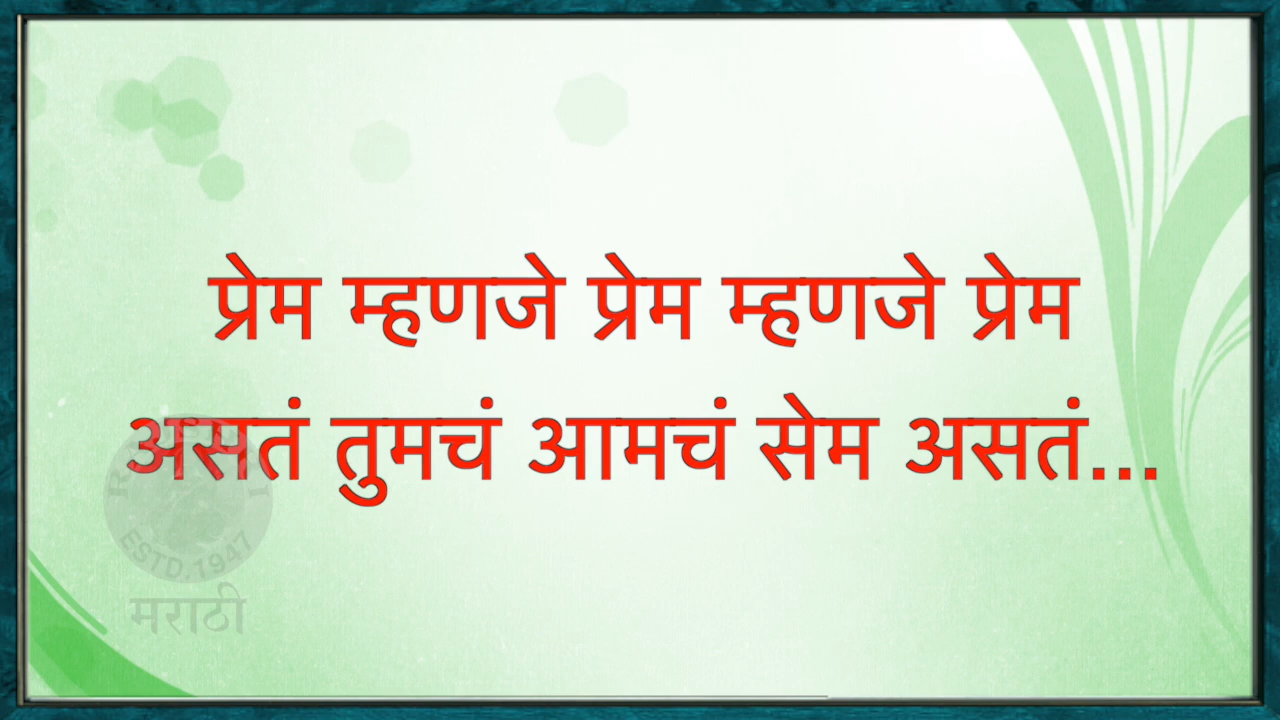 प्रेम म्हणजे प्रेम म्हणजे प्रेम
असतं तुमचं आमचं सेम असतं...
ESTD.1947
मराठी